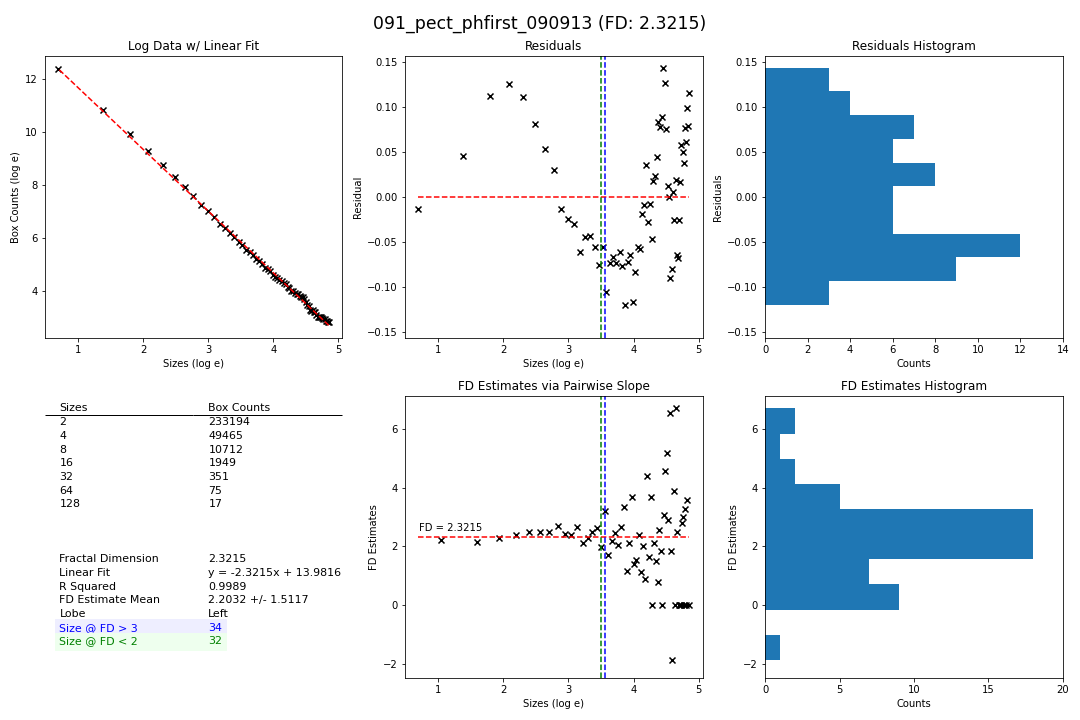 091_pect_phfirst_090913 (FD: 2.3215)
Log Data w/ Linear Fit
Box Counts (log e)
12
10
8
6
4
1 2 3 4 5
Sizes (log e)
Residuals
Residual
0.15
0.10
0.05
0.00
−0.05
−0.10
−0.15
1 2 3 4 5
Sizes (log e)
Residuals Histogram
Residuals
0.15
0.10
0.05
0.00
−0.05
−0.10
−0.15
0 2 4 6 8 10 12 14
Counts
Sizes Box Counts
2 233194
4 49465
8 10712
16 1949
32 351
64 75
128 17
Fractal Dimension 2.3215
Linear Fit y = -2.3215x + 13.9816
R Squared 0.9989
FD Estimate Mean 2.2032 +/- 1.5117
Lobe Left
Size @ FD > 3 34
Size @ FD < 2 32
FD Estimates via Pairwise Slope
FD Estimates
6
4
2
0
−2
FD = 2.3215
1 2 3 4 5
Sizes (log e)
FD Estimates Histogram
FD Estimates
6
4
2
0
−2
0 5 10 15 20
Counts